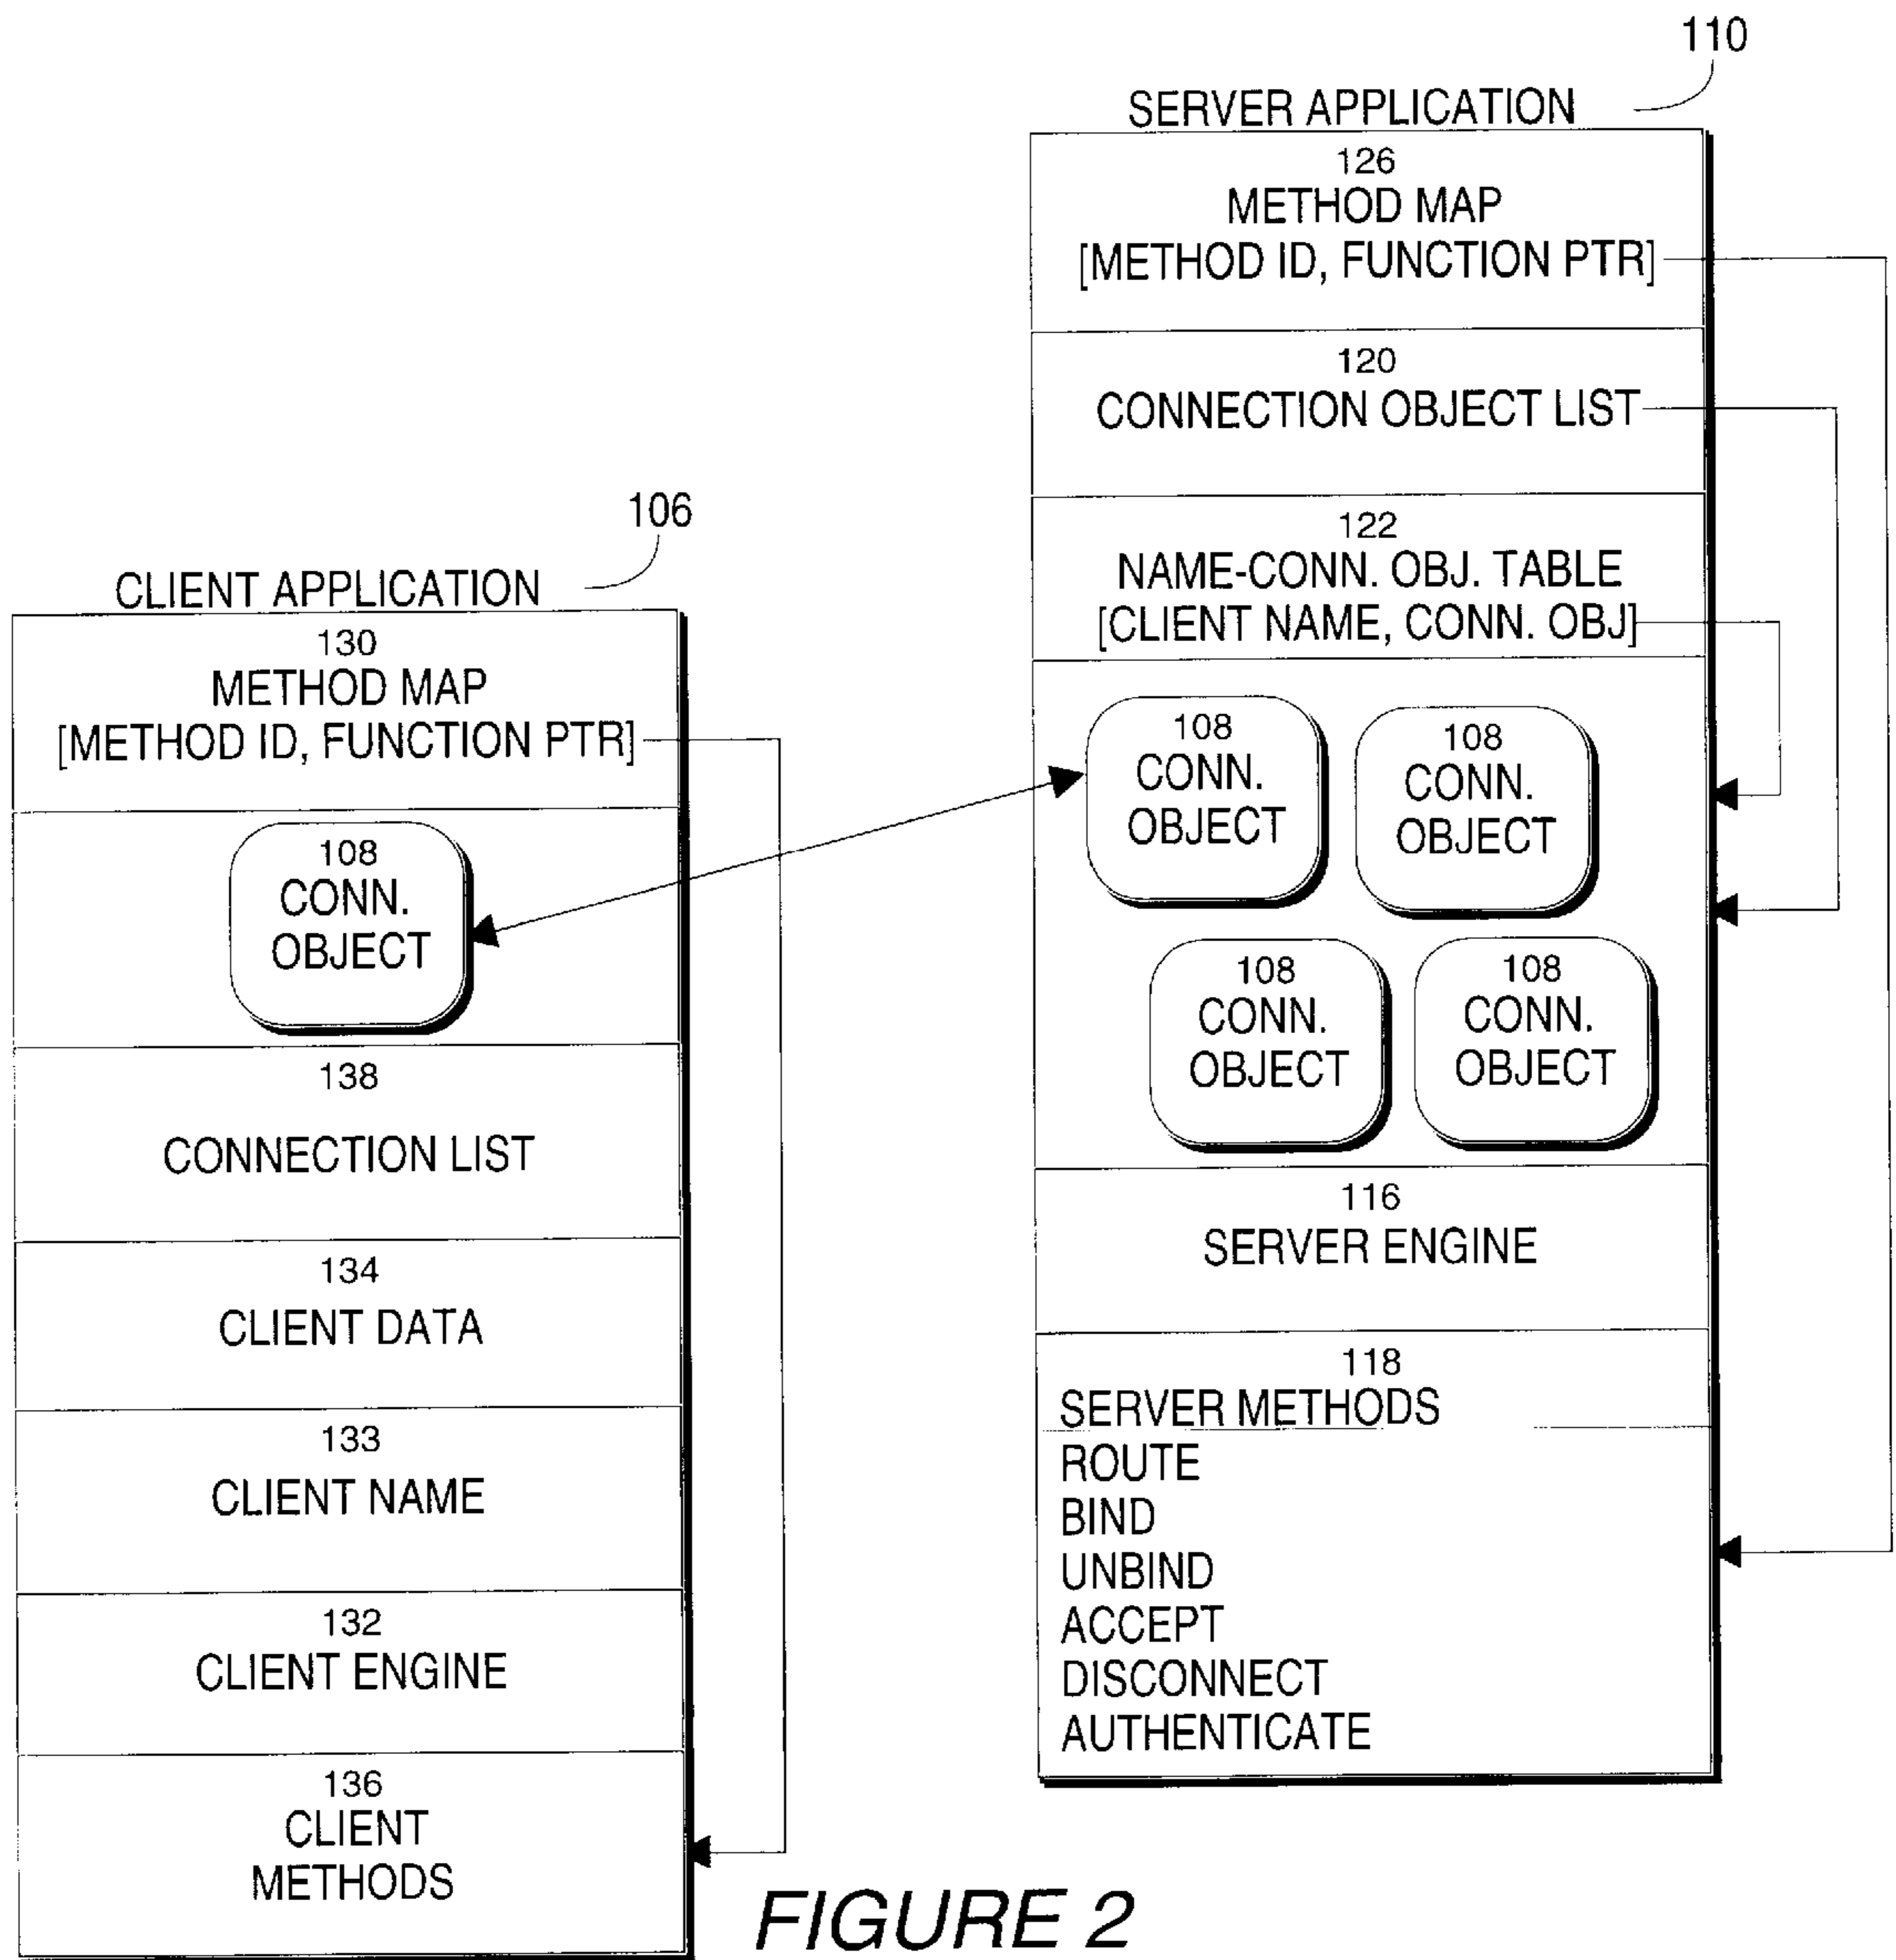 110
SERVER APPLICATION
126
METHOD MAP
[METHOD ID, FUNCTION PTR]
120
CONNECTION OBJECT LIST
122
NAME-CONN. OBJ. TABLE
[CLIENT NAME, CONN. OBJ]
108
CONN.
OBJECT
108
CONN.
OBJECT
108
CONN.
OBJECT
108
CONN.
OBJECT
116
SERVER ENGINE
118
SERVER METHODS
ROUTE
BIND
UNBIND
ACCEPT
DISCONNECT
AUTHENTICATE
106
CLIENT APPLICATION
130
METHOD MAP
[METHOD ID, FUNCTION PTR]
108
CONN.
OBJECT
138
CONNECTION LIST
134
CLIENT DATA
133
CLIENT NAME
132
CLIENT ENGINE
136
CLIENT
METHODS
FIGURE 2